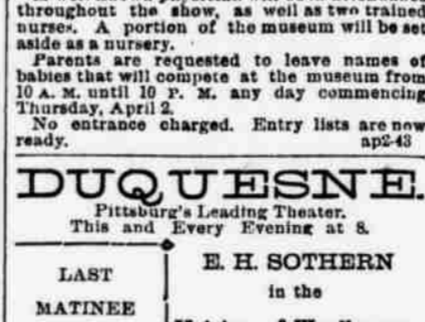 throughout the show, as well as two trained
nurses. A portion of the museum will be set
aside as a nursery.
Parents are requested to leave names of
babies that will compete at the museum from
10 A. M. until 10 P. M. any day commencing
Thursday, April 2.
No entrance charged. Entry lists are now
ready. ap2-43
DUQUESNE.
Pittsburg's Leading Theater.
This and Every Evening at 8.
LAST
MATINEE
E. H. SOTHERN
in the